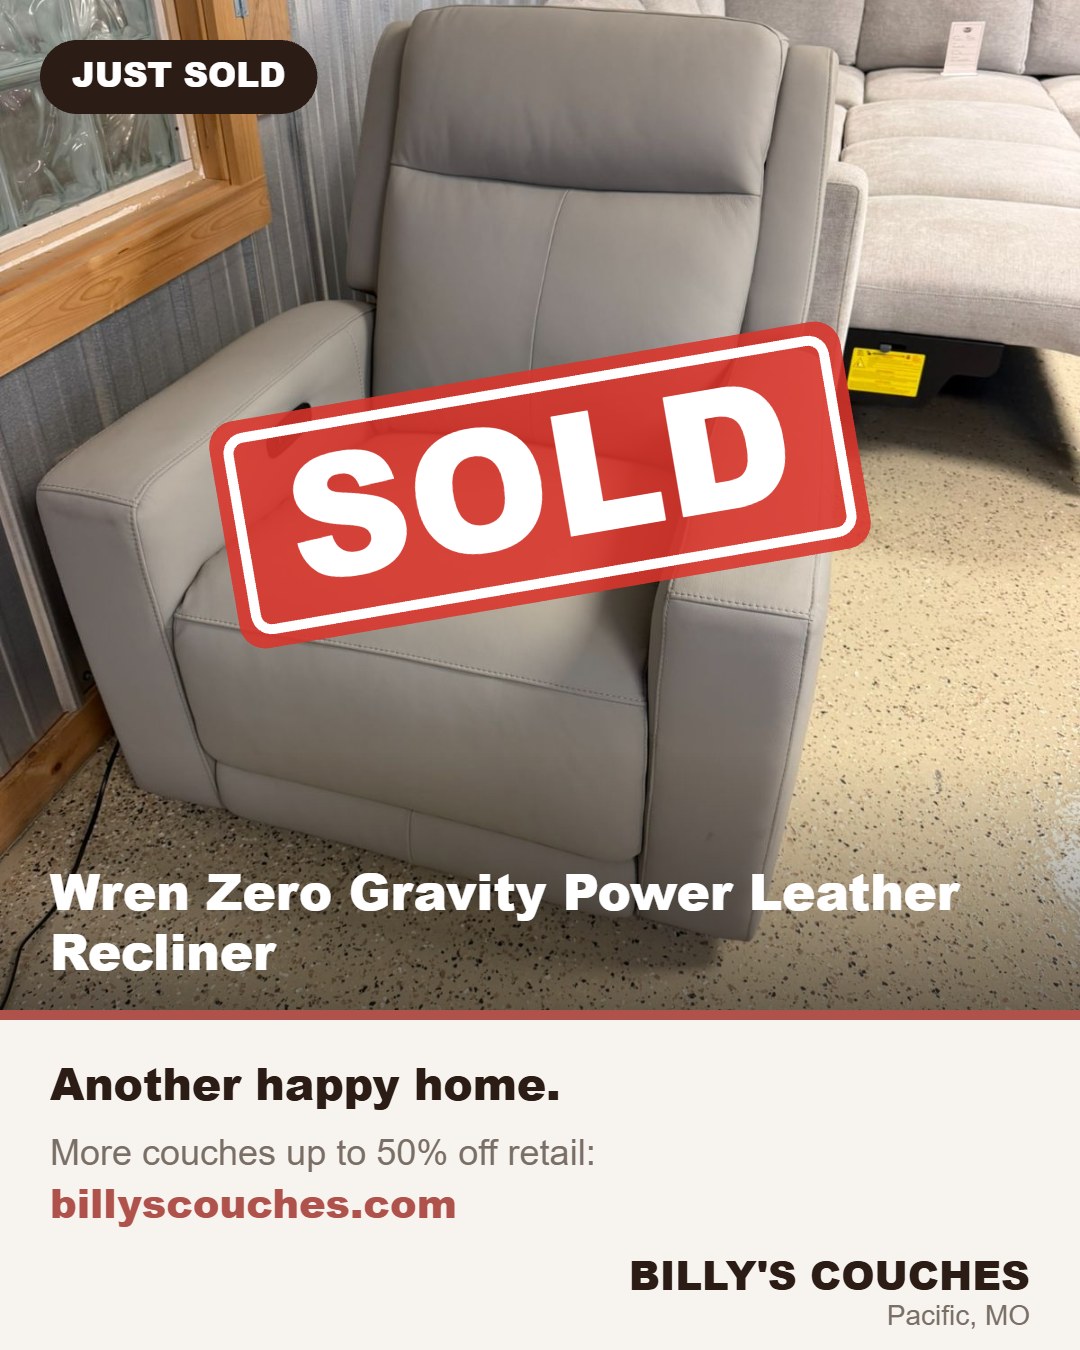 JUST SOLD
SOLD
Wren Zero Gravity Power Leather
Recliner
Another happy home.
More couches up to 50% off retail:
billyscouches.com
BILLY'S COUCHES
Pacific, MO